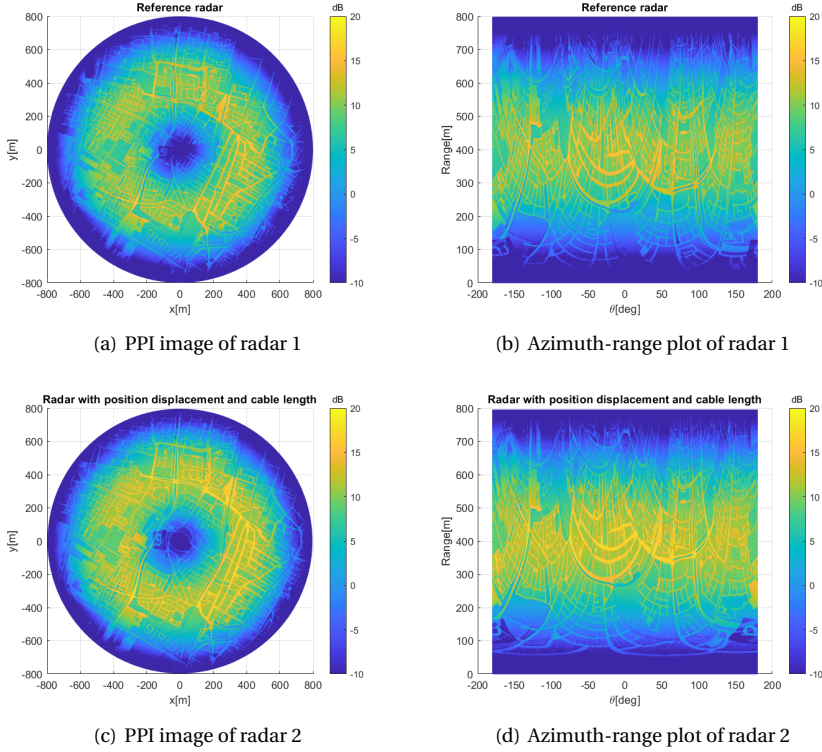 Reference radar
dB
20
15
10
5
0
-5
-10
800
600
400
200
0
-200
-400
-600
-800
y[m]
-800 -600 -400 -200 0 200 400 600 800
x[m]
(a) PPI image of radar 1
Reference radar
dB
20
15
10
5
0
-5
-10
800
700
600
500
400
300
200
100
0
Range[m]
-200 -150 -100 -50 0 50 100 150 200
θ[deg]
(b) Azimuth-range plot of radar 1
Radar with position displacement and cable length
dB
20
15
10
5
0
-5
-10
800
600
400
200
0
-200
-400
-600
-800
y[m]
-800 -600 -400 -200 0 200 400 600 800
x[m]
(c) PPI image of radar 2
Radar with position displacement and cable length
dB
20
15
10
5
0
-5
-10
800
700
600
500
400
300
200
100
0
Range[m]
-200 -150 -100 -50 0 50 100 150 200
θ[deg]
(d) Azimuth-range plot of radar 2